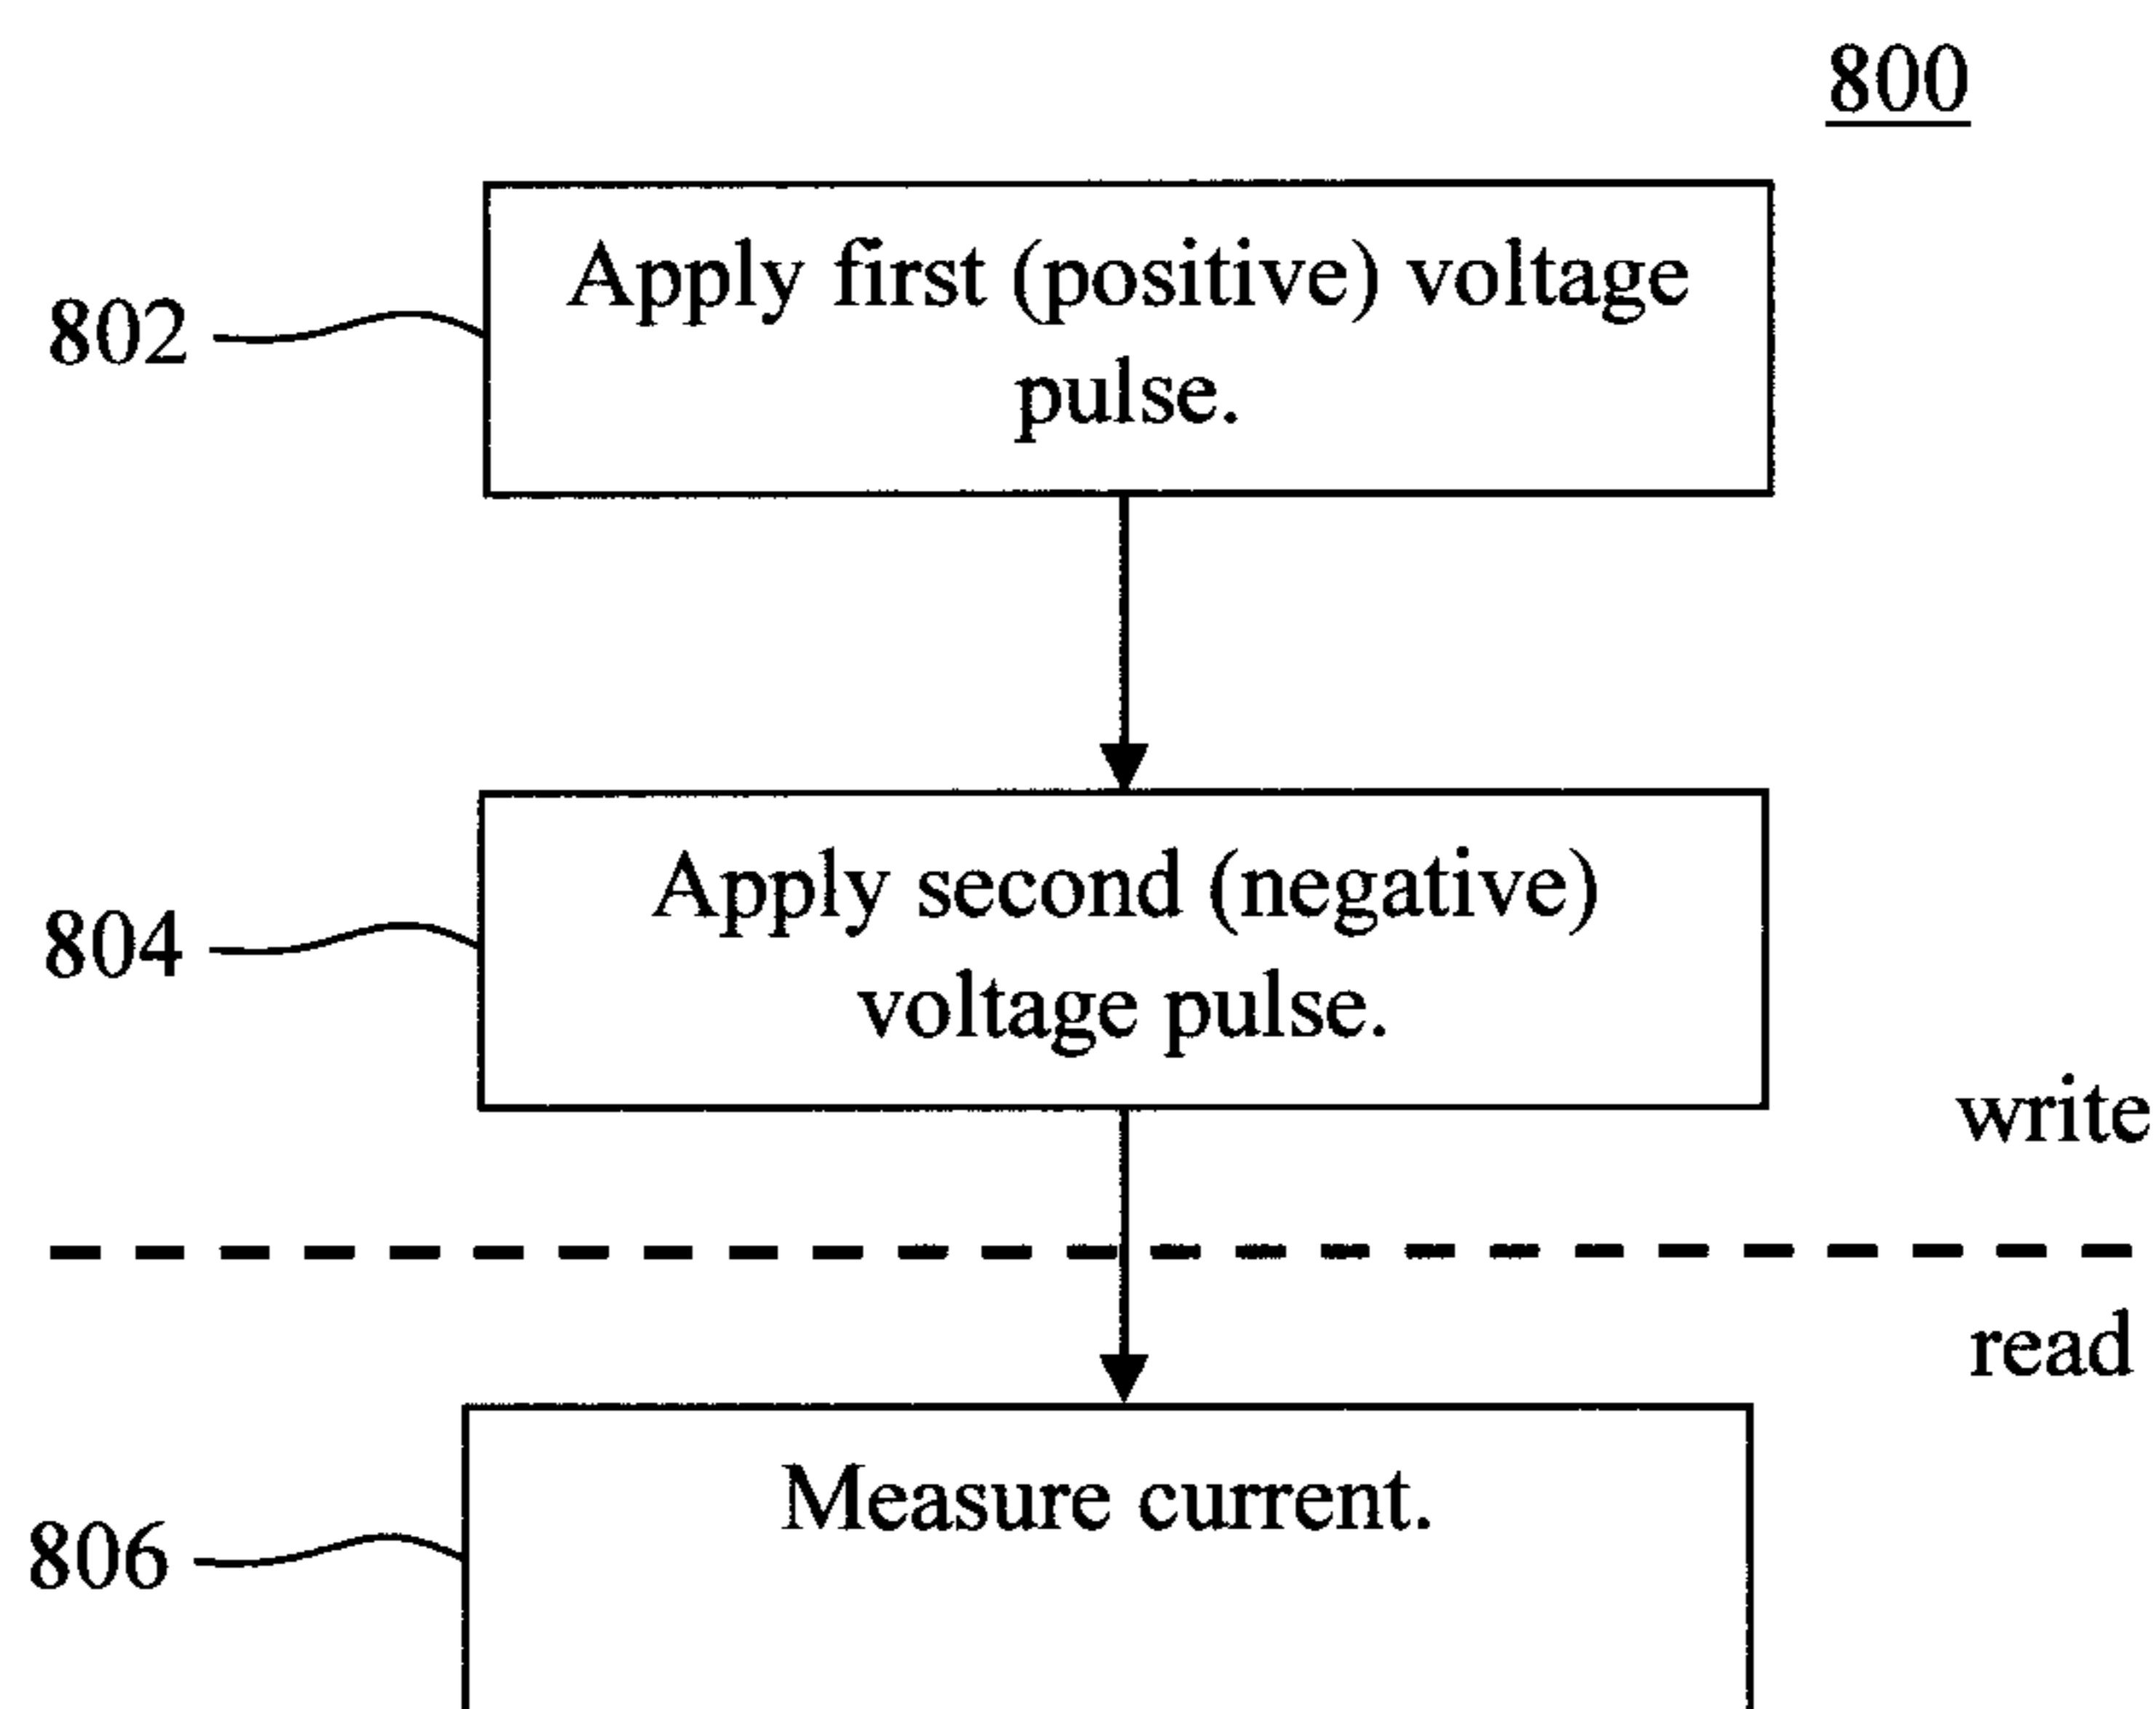 800
802
Apply first (positive) voltage
pulse.
804
Apply second (negative)
voltage pulse.
write
read
806
Measure current.